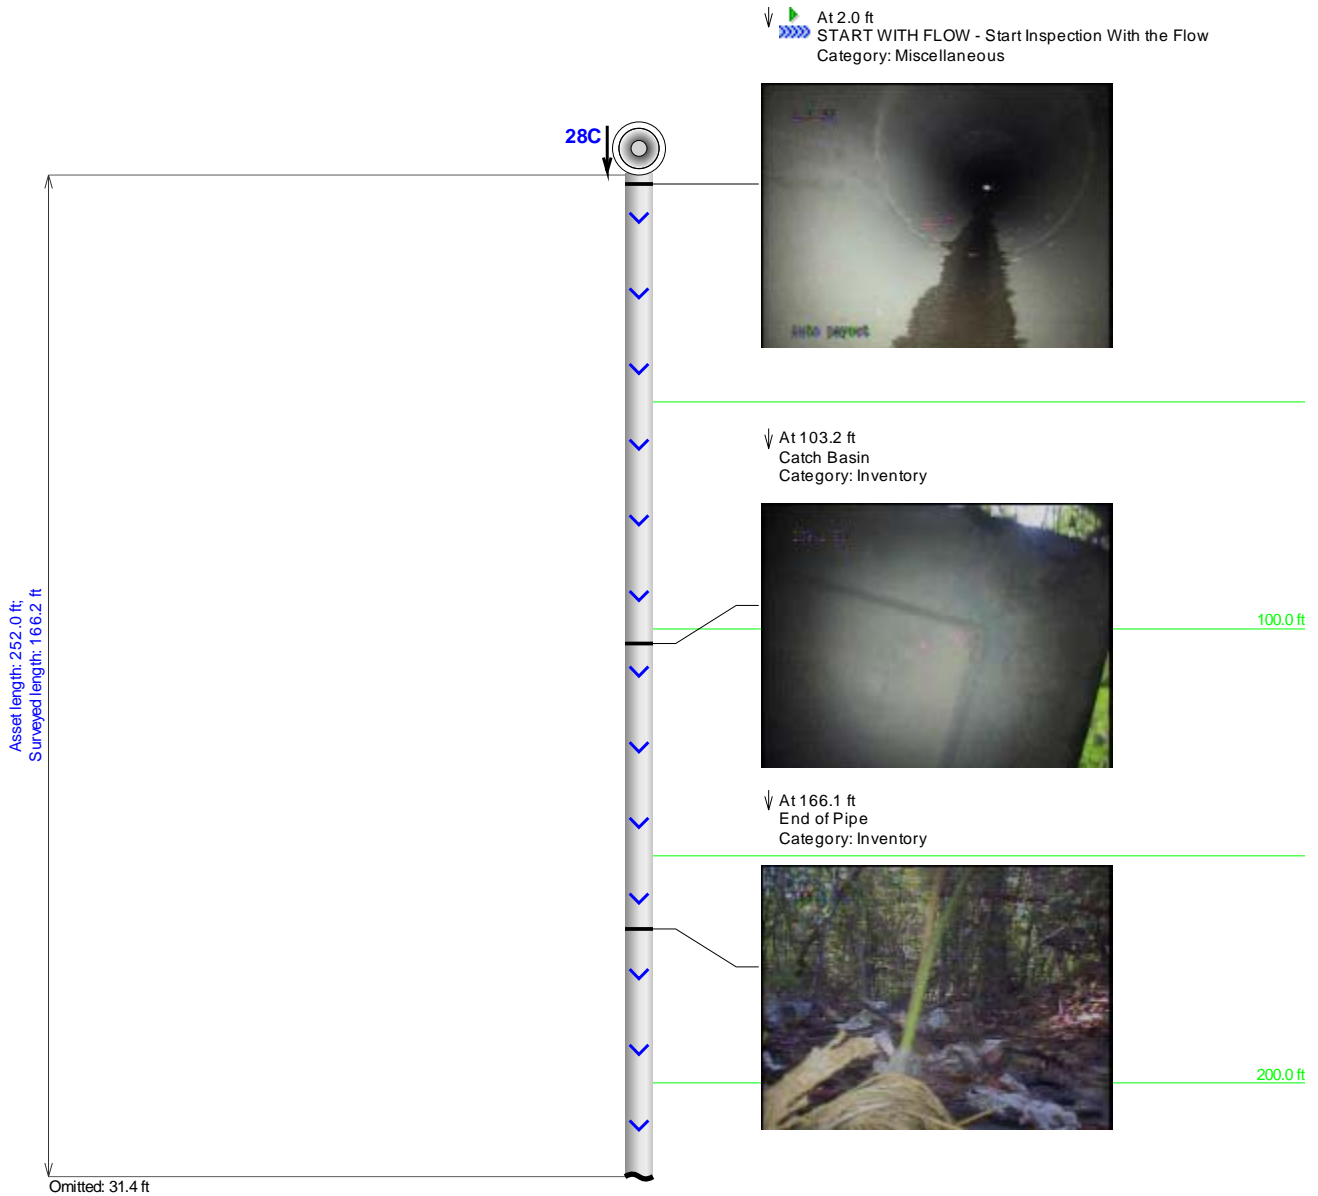 At 2.0 ft
START WITH FLOW - Start Inspection With the Flow
Category: Miscellaneous
28C
Auto payout
At 103.2 ft
Catch Basin
Category: Inventory
100.0 ft
Asset length: 252.0 ft;
Surveyed length: 166.2 ft
At 166.1 ft
End of Pipe
Category: Inventory
200.0 ft
Omitted: 31.4 ft